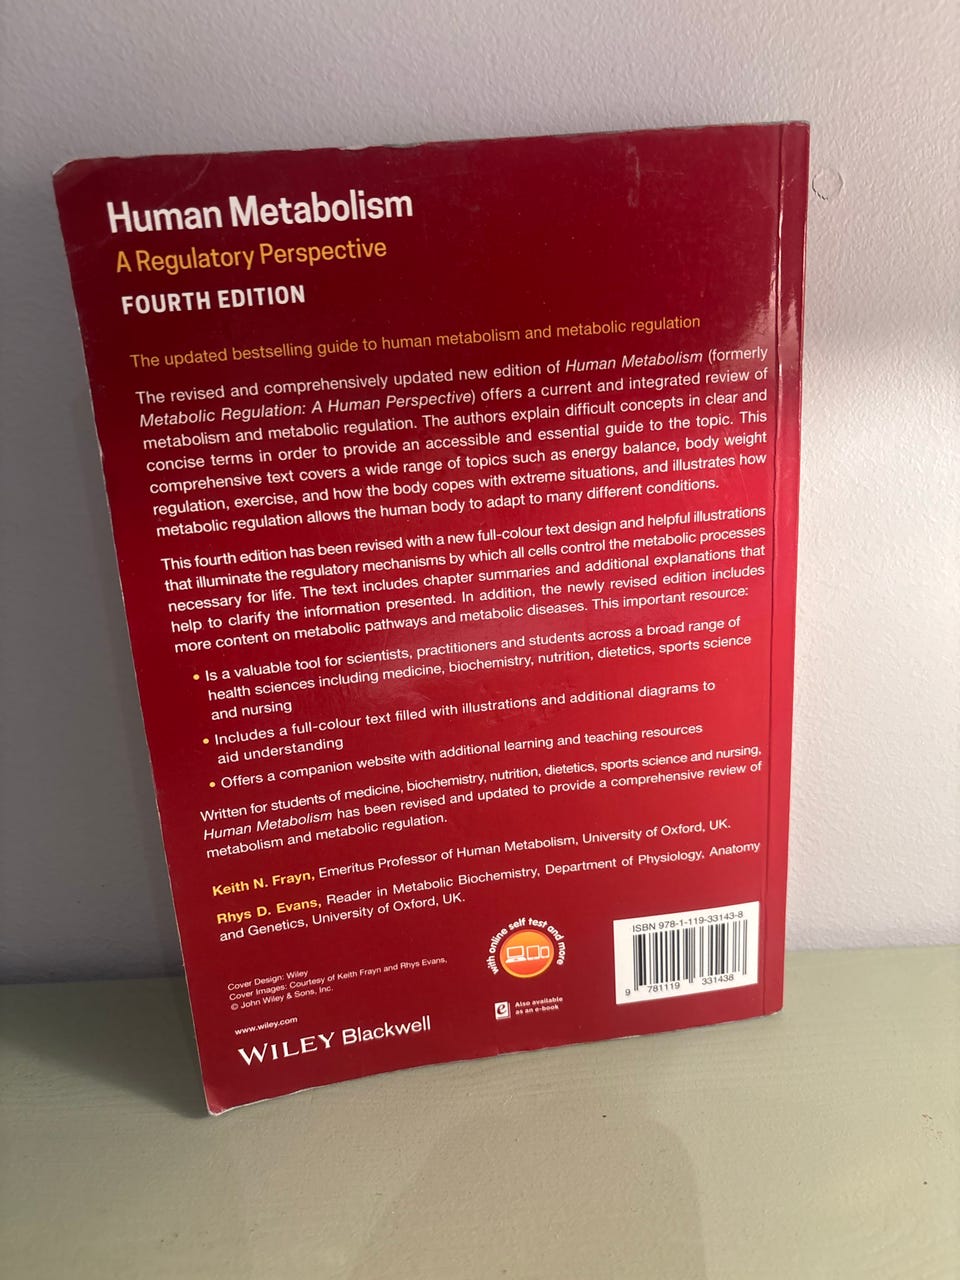 Human Metabolism
A Regulatory Perspective
FOURTH EDITION
The updated bestselling guide to human metabolism and metabolic regulation
The revised and comprehensively updated new edition of Human Metabolism (formerly
Metabolic Regulation: A Human Perspective) offers a current and integrated review of
metabolism and metabolic regulation. The authors explain difficult concepts in clear and
concise terms in order to provide an accessible and essential guide to the topic. This
comprehensive text covers a wide range of topics such as energy balance, body weight
regulation, exercise, and how the body copes with extreme situations, and illustrates how
metabolic regulation allows the human body to adapt to many different conditions.
This fourth edition has been revised with a new full-colour text design and helpful illustrations
that illuminate the regulatory mechanisms by which all cells control the metabolic processes
necessary for life. The text includes chapter summaries and additional explanations that
help to clarify the information presented. In addition, the newly revised edition includes
more content on metabolic pathways and metabolic diseases. This important resource:
• Is a valuable tool for scientists, practitioners and students across a broad range of
health sciences including medicine, biochemistry, nutrition, dietetics, sports science
and nursing
• Includes a full-colour text filled with illustrations and additional diagrams to
aid understanding
• Offers a companion website with additional learning and teaching resources
Written for students of medicine, biochemistry, nutrition, dietetics, sports science and nursing,
Human Metabolism has been revised and updated to provide a comprehensive review of
metabolism and metabolic regulation.
Keith N. Frayn, Emeritus Professor of Human Metabolism, University of Oxford, UK.
Rhys D. Evans, Reader in Metabolic Biochemistry, Department of Physiology, Anatomy
and Genetics, University of Oxford, UK.
Cover Design: Wiley
Cover Images: Courtesy of Keith Frayn and Rhys Evans,
© John Wiley & Sons, Inc.
www.wiley.com
WILEY Blackwell
with online self test and more
e
Also available
as an e-book
ISBN 978-1-119-33143-8
9 781119 331438